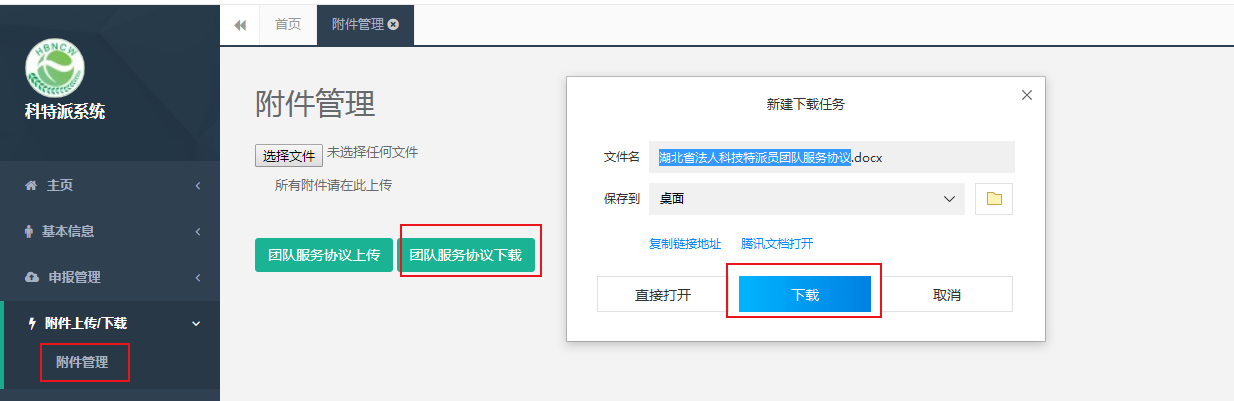 HBNCW
科特派系统
主页
基本信息
申报管理
附件上传/下载
附件管理
首页
附件管理
附件管理
选择文件 未选择任何文件
所有附件请在此上传
团队服务协议上传
团队服务协议下载
新建下载任务
文件名
湖北省法人科技特派员团队服务协议.docx
保存到
桌面
复制链接地址
腾讯文档打开
直接打开
下载
取消